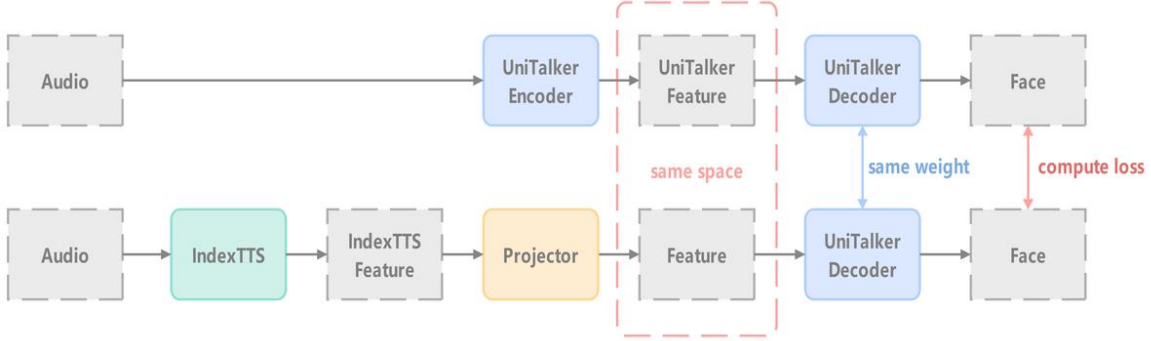 Audio
UniTalker
Encoder
UniTalker
Feature
UniTalker
Decoder
Face
same space
same weight
compute loss
Audio
IndexTTS
IndexTTS
Feature
Projector
Feature
UniTalker
Decoder
Face